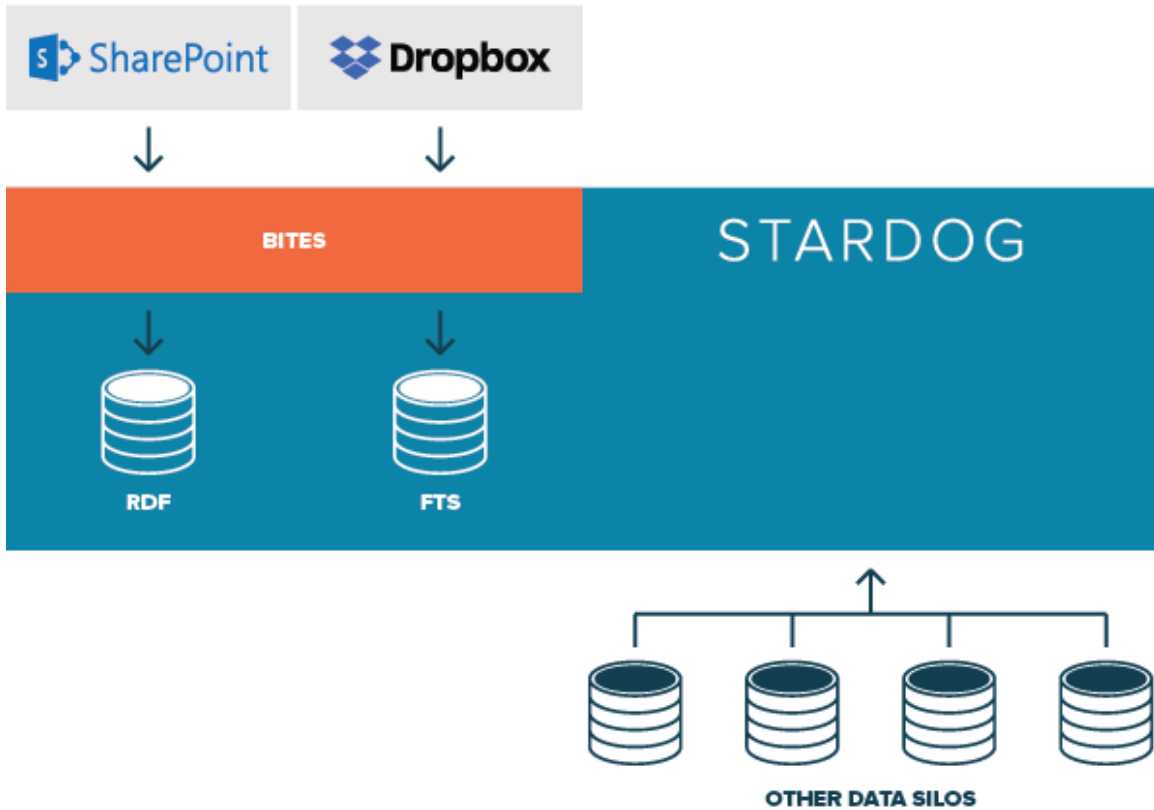 S SharePoint
Dropbox
BITES
STARDOG
RDF
FTS
OTHER DATA SILOS